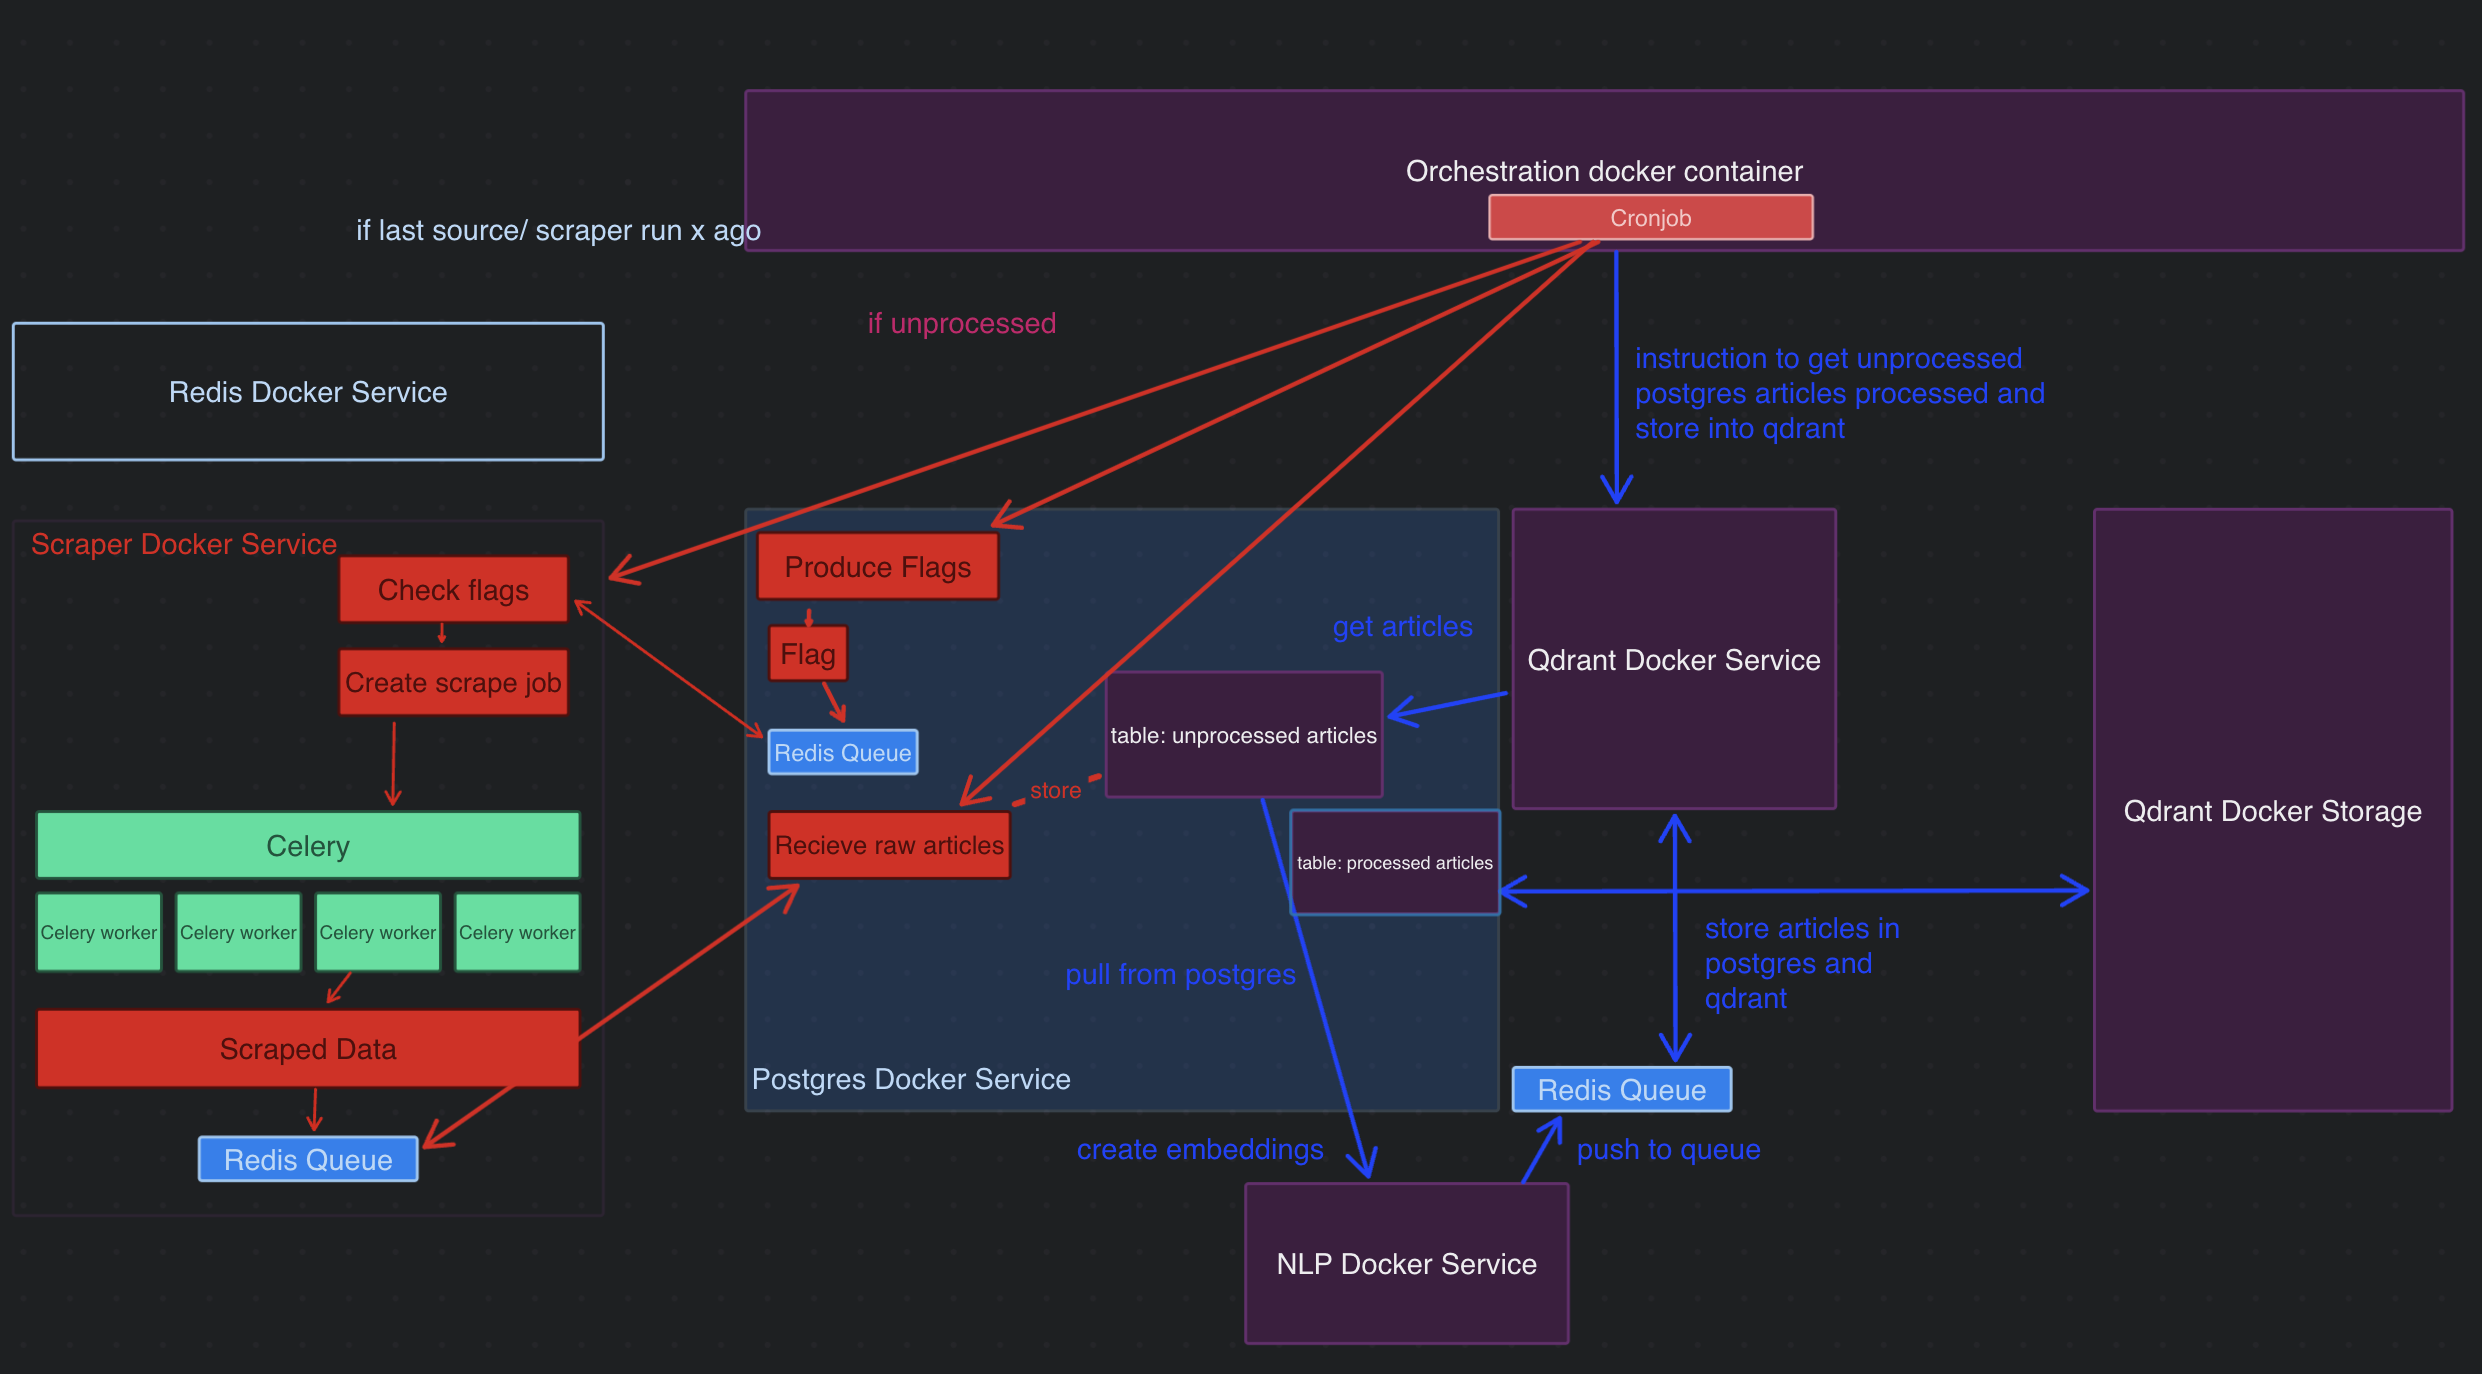 Orchestration docker container
Cronjob
if last source/ scraper run x ago
if unprocessed
instruction to get unprocessed
postgres articles processed and
store into qdrant
Redis Docker Service
Scraper Docker Service
Check flags
Create scrape job
Celery
Celery worker
Celery worker
Celery worker
Celery worker
Scraped Data
Redis Queue
Produce Flags
Flag
Redis Queue
store
Recieve raw articles
get articles
table: unprocessed articles
table: processed articles
pull from postgres
Postgres Docker Service
Qdrant Docker Service
Qdrant Docker Storage
store articles in
postgres and
qdrant
Redis Queue
create embeddings
push to queue
NLP Docker Service